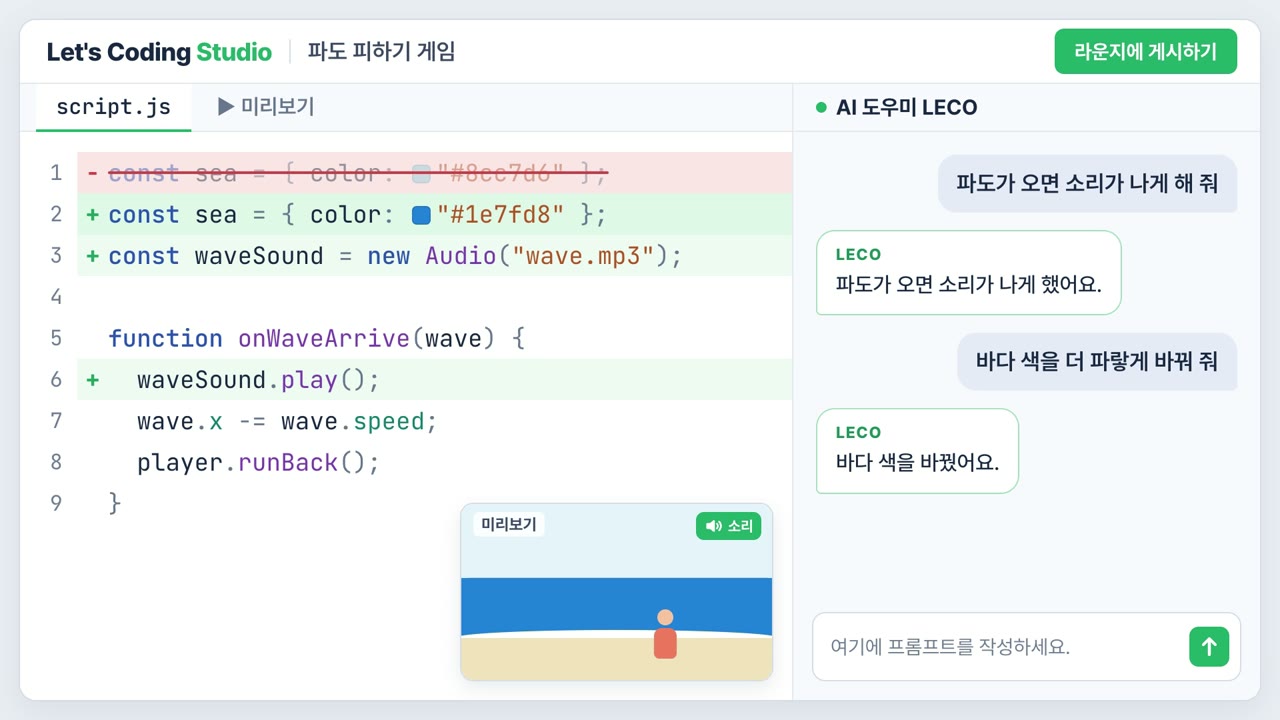 Let's Coding Studio 파도 피하기 게임 라운지에 게시하기
script.js ▶ 미리보기
1 - const sea = { color: "#8cc7d6" };
2 + const sea = { color: "#1e7fd8" };
3 + const waveSound = new Audio("wave.mp3");
4
5 function onWaveArrive(wave) {
6 + waveSound.play();
7 wave.x -= wave.speed;
8 player.runBack();
9 }
미리보기 소리
AI 도우미 LECO
파도가 오면 소리가 나게 해 줘
LECO
파도가 오면 소리가 나게 했어요.
바다 색을 더 파랗게 바꿔 줘
LECO
바다 색을 바꿨어요.
여기에 프롬프트를 작성하세요.